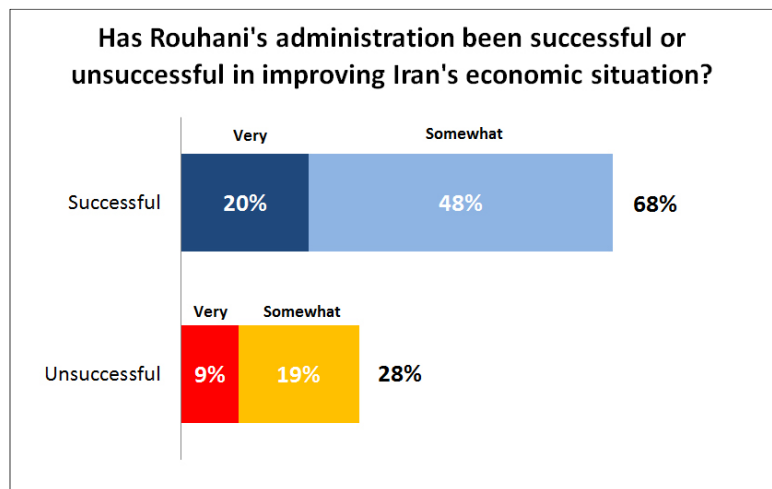 Has Rouhani's administration been successful or
unsuccessful in improving Iran's economic situation?
Very Somewhat
Successful 20% 48% 68%
Very Somewhat
Unsuccessful 9% 19% 28%